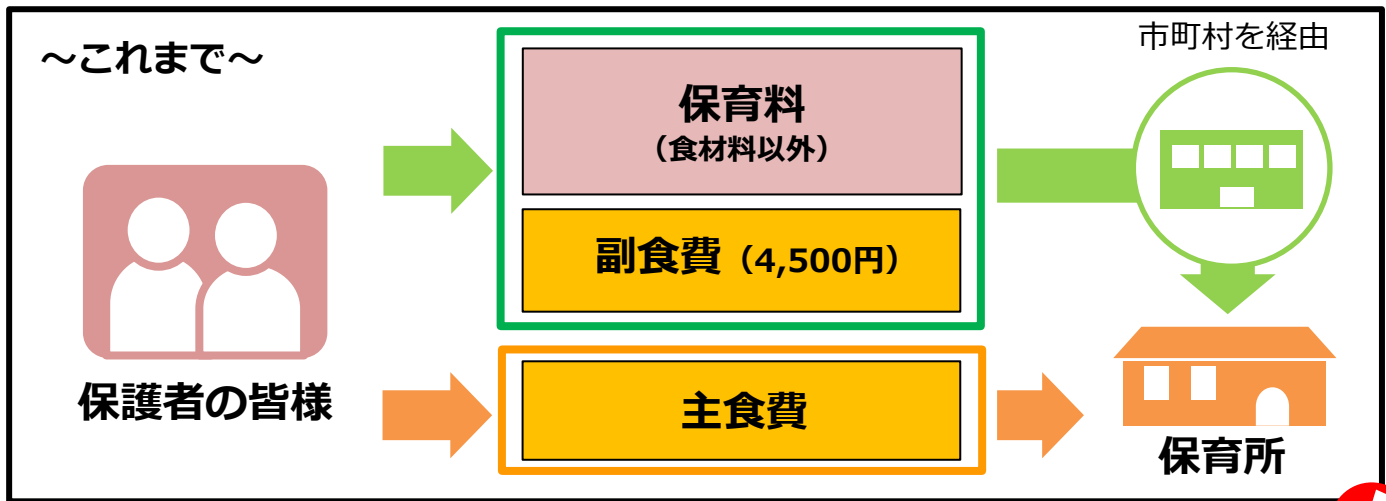 ～これまで～
市町村を経由
保育料
（食材料以外）
副食費（4,500円）
保護者の皆様
主食費
保育所